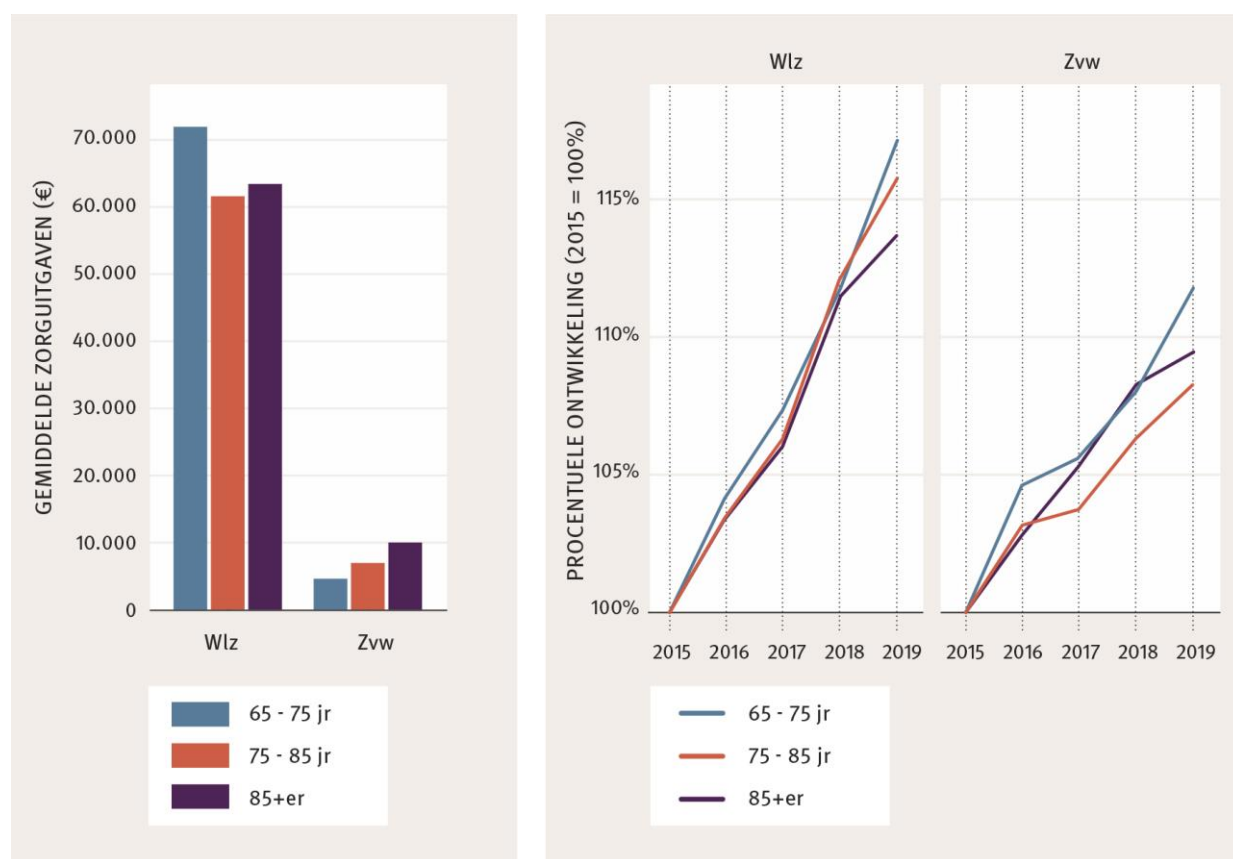 GEMIDDELDE ZORGUITGAVEN (€)
70.000
60.000
50.000
40.000
30.000
20.000
10.000
0
Wlz Zvw
65 - 75 jr
75 - 85 jr
85+er
PROCENTUELE ONTWIKKELING (2015 = 100%)
Wlz Zvw
115%
110%
105%
100%
2015 2016 2017 2018 2019 2015 2016 2017 2018 2019
65 - 75 jr
75 - 85 jr
85+er